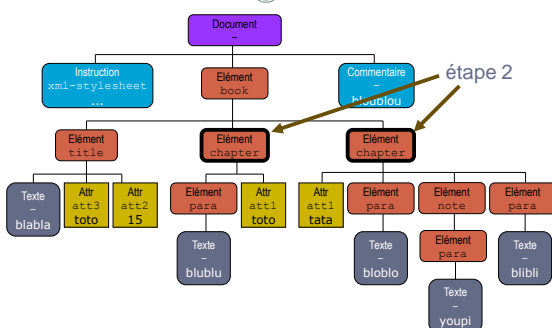 Document
–
Instruction
xml-stylesheet
...
Elément
book
Commentaire
–
bloublou
étape 2
Elément
title
Elément
chapter
Elément
chapter
Texte
–
blabla
Attr
att3
toto
Attr
att2
15
Elément
para
Attr
att1
toto
Attr
att1
tata
Elément
para
Elément
note
Elément
para
Texte
–
blublu
Texte
–
bloblo
Elément
para
Texte
–
blibli
Texte
–
youpi